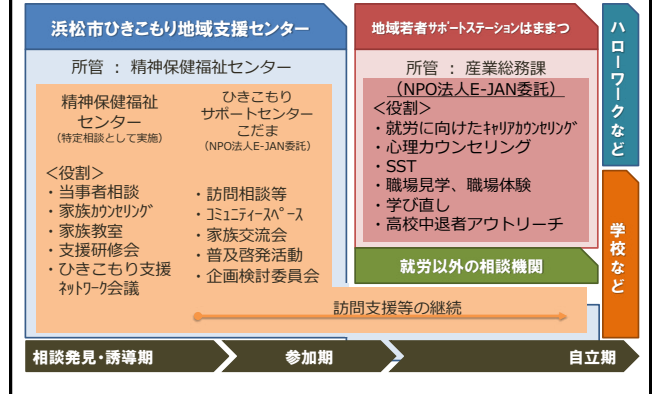 浜松市ひきこもり地域支援センター
所管 : 精神保健福祉センター
精神保健福祉
センター
(特定相談として実施)
<役割>
・当事者相談
・家族ｶｳﾝｾﾘﾝｸﾞ
・家族教室
・支援研修会
・ひきこもり支援
ﾈｯﾄﾜｰｸ会議
ひきこもり
サポートセンター
こだま
(NPO法人E-JAN委託)
・訪問相談等
・ｺﾐｭﾆﾃｨｰｽﾍﾟｰｽ
・家族交流会
・普及啓発活動
・企画検討委員会
地域若者ｻﾎﾟｰﾄｽﾃｰｼｮﾝはままつ
所管 : 産業総務課
(NPO法人E-JAN委託)
<役割>
・就労に向けたｷｬﾘｱｶｳﾝｾﾘﾝｸﾞ
・心理カウンセリング
・SST
・職場見学、職場体験
・学び直し
・高校中退者アウトリーチ
就労以外の相談機関
ハローワークなど
学校など
訪問支援等の継続
相談発見・誘導期
参加期
自立期